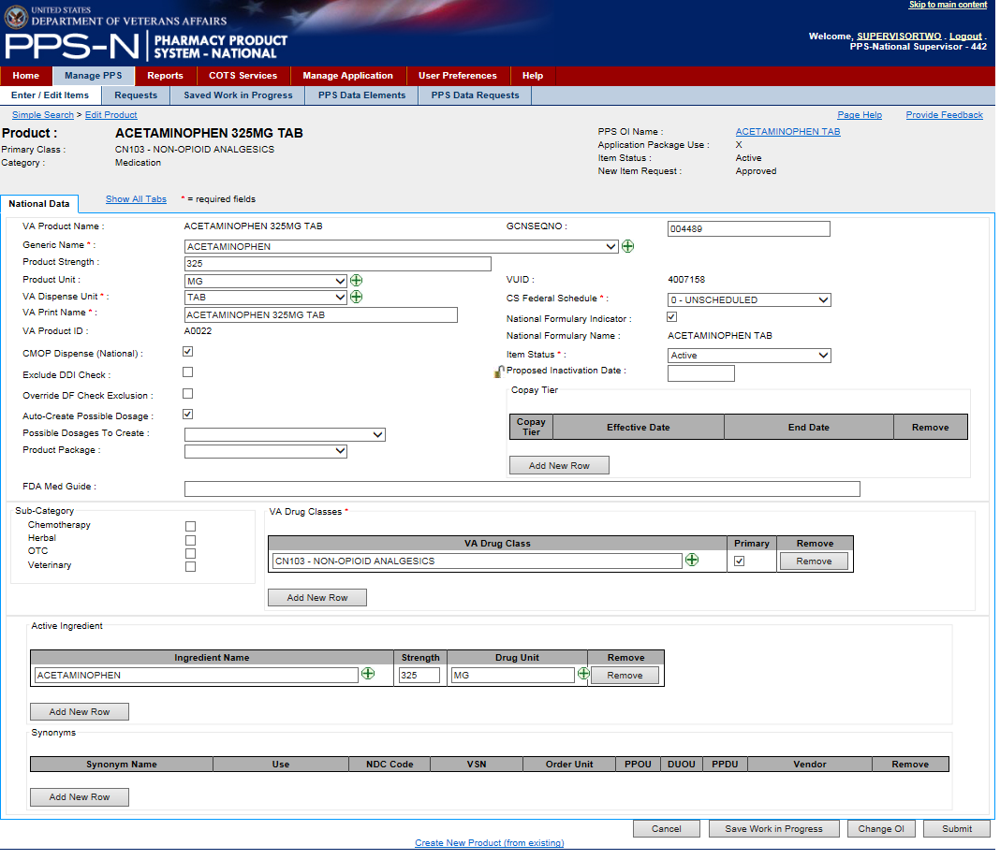 Skip to main content
UNITED STATES
DEPARTMENT OF VETERANS AFFAIRS
PPS-N PHARMACY PRODUCT
SYSTEM - NATIONAL
Welcome, SUPERVISORTWO . Logout .
PPS-National Supervisor - 442
Home Manage PPS Reports COTS Services Manage Application User Preferences Help
Enter / Edit Items Requests Saved Work in Progress PPS Data Elements PPS Data Requests
Simple Search > Edit Product Page Help Provide Feedback
Product : ACETAMINOPHEN 325MG TAB
Primary Class : CN103 - NON-OPIOID ANALGESICS
Category : Medication
PPS OI Name : ACETAMINOPHEN TAB
Application Package Use : X
Item Status : Active
New Item Request : Approved
National Data Show All Tabs * = required fields
VA Product Name : ACETAMINOPHEN 325MG TAB
Generic Name * : ACETAMINOPHEN
Product Strength : 325
Product Unit : MG
VA Dispense Unit * : TAB
VA Print Name * : ACETAMINOPHEN 325MG TAB
VA Product ID : A0022
CMOP Dispense (National) :
Exclude DDI Check :
Override DF Check Exclusion :
Auto-Create Possible Dosage :
Possible Dosages To Create :
Product Package :
FDA Med Guide :
GCNSEQNO : 004489
VUID : 4007158
CS Federal Schedule * : 0 - UNSCHEDULED
National Formulary Indicator :
National Formulary Name : ACETAMINOPHEN TAB
Item Status * : Active
Proposed Inactivation Date :
Copay Tier
Copay Tier Effective Date End Date Remove
Add New Row
Sub-Category
Chemotherapy
Herbal
OTC
Veterinary
VA Drug Classes *
VA Drug Class Primary Remove
CN103 - NON-OPIOID ANALGESICS Remove
Add New Row
Active Ingredient
Ingredient Name Strength Drug Unit Remove
ACETAMINOPHEN 325 MG Remove
Add New Row
Synonyms
Synonym Name Use NDC Code VSN Order Unit PPOU DUOU PPDU Vendor Remove
Add New Row
Cancel Save Work in Progress Change OI Submit
Create New Product (from existing)